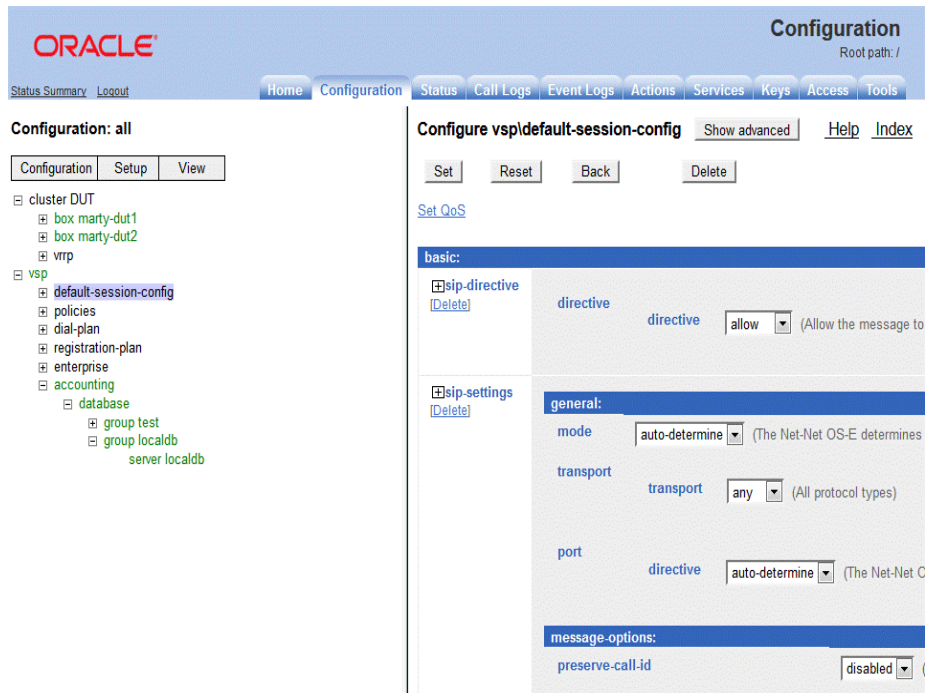 ORACLE
Configuration
Root path: /
Status Summary Logout
Home Configuration Status Call Logs Event Logs Actions Services Keys Access Tools
Configuration: all
Configuration Setup View
cluster DUT
box marty-dut1
box marty-dut2
vrrp
vsp
default-session-config
policies
dial-plan
registration-plan
enterprise
accounting
database
group test
group localdb
server localdb
Configure vsp\default-session-config Show advanced Help Index
Set Reset Back Delete
Set QoS
basic:
sip-directive
[Delete]
directive
directive allow (Allow the message to
sip-settings
[Delete]
general:
mode auto-determine (The Net-Net OS-E determines
transport
transport any (All protocol types)
port
directive auto-determine (The Net-Net O
message-options:
preserve-call-id disabled (